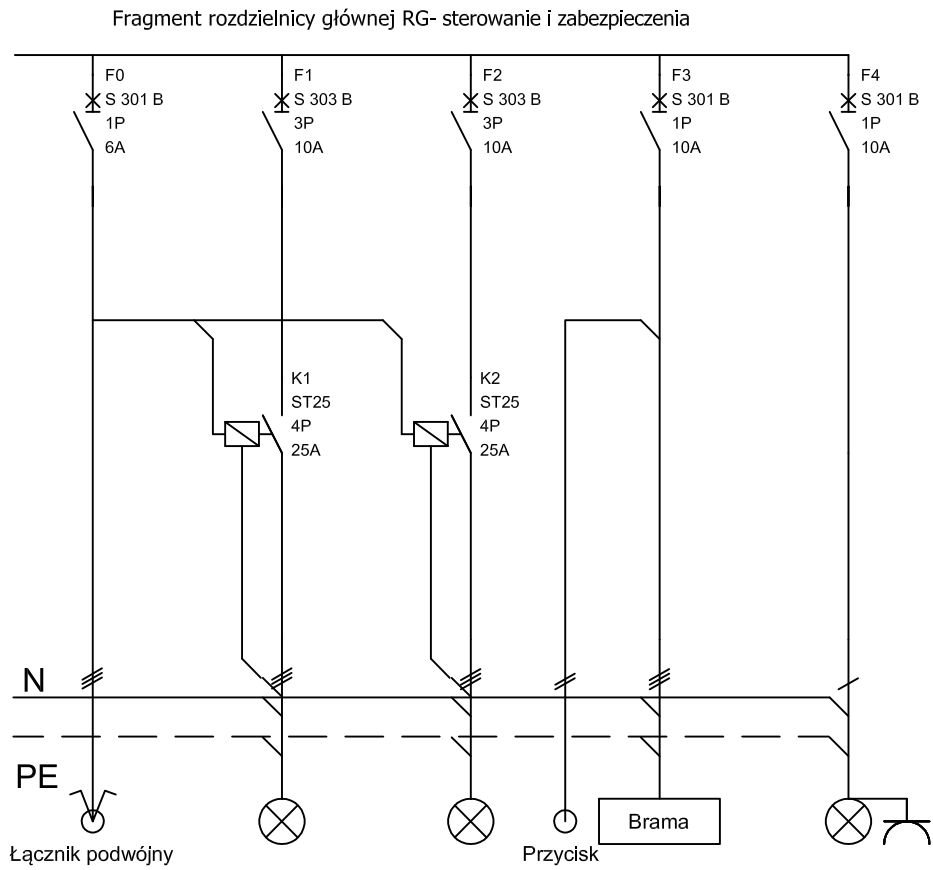 Fragment rozdzielnicy głównej RG- sterowanie i zabezpieczenia
F0
S 301 B
1P
6A
F1
S 303 B
3P
10A
F2
S 303 B
3P
10A
F3
S 301 B
1P
10A
F4
S 301 B
1P
10A
K1
ST25
4P
25A
K2
ST25
4P
25A
N
PE
Łącznik podwójny
Przycisk
Brama